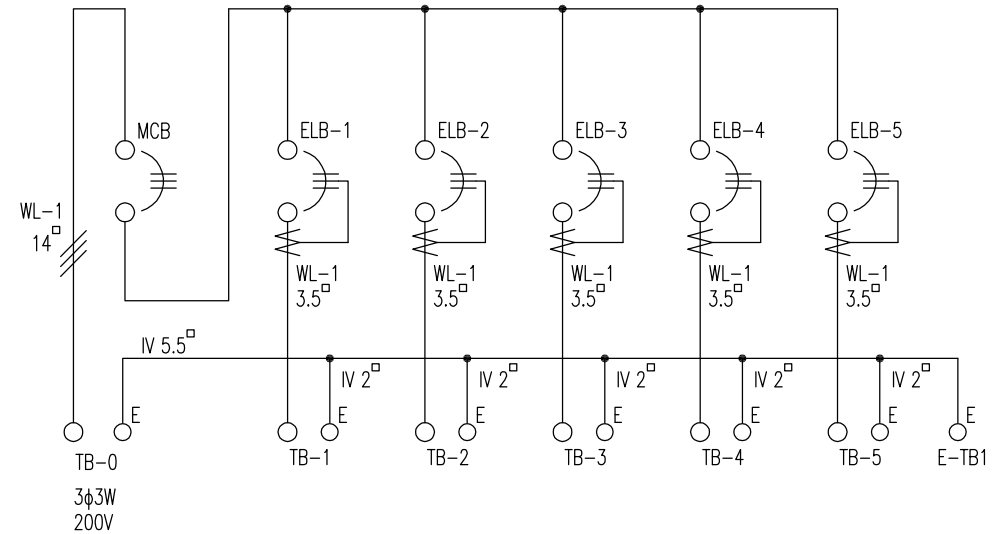 MCB
ELB-1
ELB-2
ELB-3
ELB-4
ELB-5
WL-1
14□
WL-1
3.5□
WL-1
3.5□
WL-1
3.5□
WL-1
3.5□
WL-1
3.5□
IV 5.5□
IV 2□
IV 2□
IV 2□
IV 2□
IV 2□
E
E
E
E
E
E
E
TB-0
TB-1
TB-2
TB-3
TB-4
TB-5
E-TB1
3ϕ3W
200V